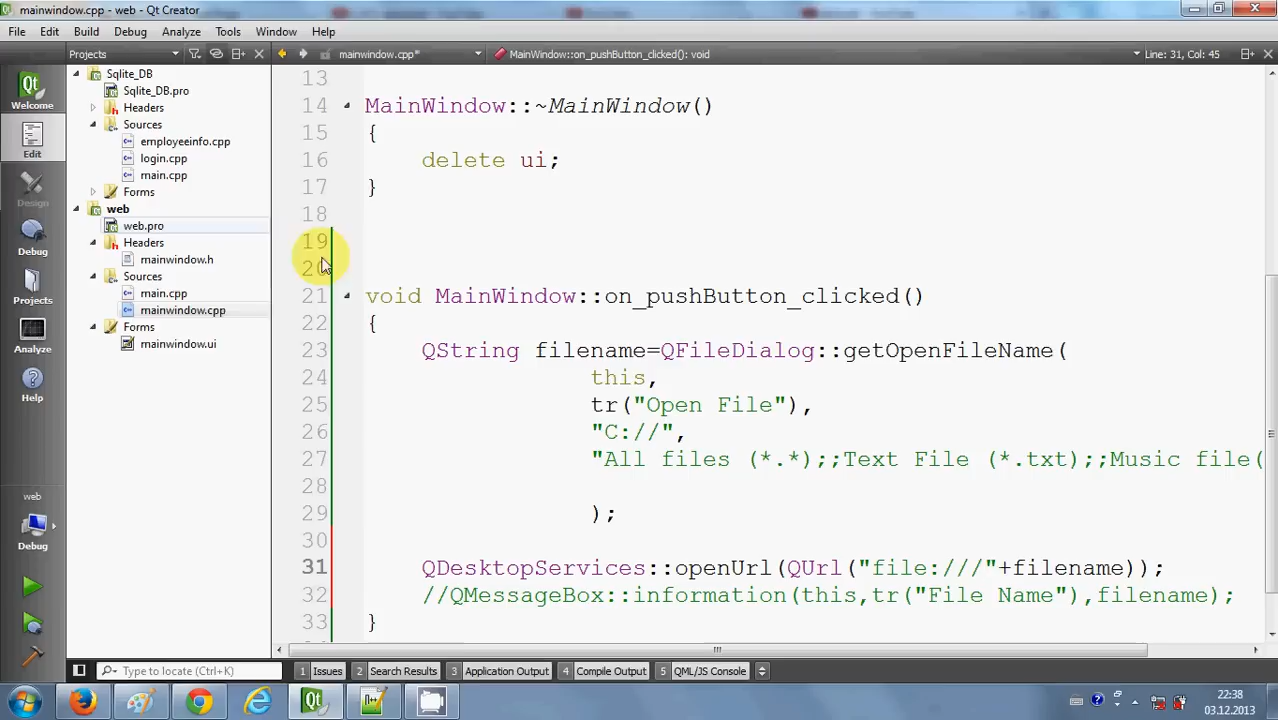 mainwindow.cpp - web - Qt Creator
File Edit Build Debug Analyze Tools Window Help
Projects mainwindow.cpp* MainWindow::on_pushButton_clicked(): void Line: 31, Col: 45
Welcome
Edit
Design
Debug
Projects
Analyze
Help
web
Debug
Sqlite_DB
Sqlite_DB.pro
Headers
Sources
employeeinfo.cpp
login.cpp
main.cpp
Forms
web
web.pro
Headers
mainwindow.h
Sources
main.cpp
mainwindow.cpp
Forms
mainwindow.ui
13
14 MainWindow::~MainWindow()
15 {
16 delete ui;
17 }
18
19
20
21 void MainWindow::on_pushButton_clicked()
22 {
23 QString filename=QFileDialog::getOpenFileName(
24 this,
25 tr("Open File"),
26 "C://",
27 "All files (*.*);;Text File (*.txt);;Music file(
28
29 );
30
31 QDesktopServices::openUrl(QUrl("file:///"+filename));
32 //QMessageBox::information(this,tr("File Name"),filename);
33 }
Type to locate (Ctrl+K) 1 Issues 2 Search Results 3 Application Output 4 Compile Output 5 QML/JS Console
22:38
03.12.2013